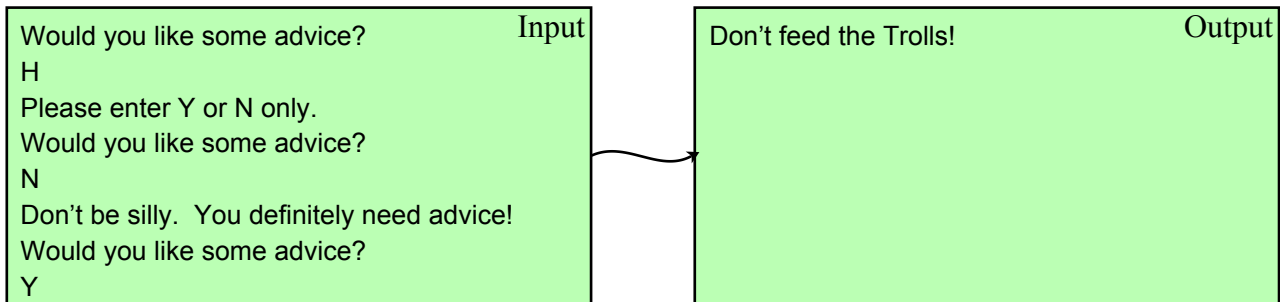 Input
Would you like some advice?
H
Please enter Y or N only.
Would you like some advice?
N
Don’t be silly.  You definitely need advice!
Would you like some advice?
Y
Output
Don’t feed the Trolls!